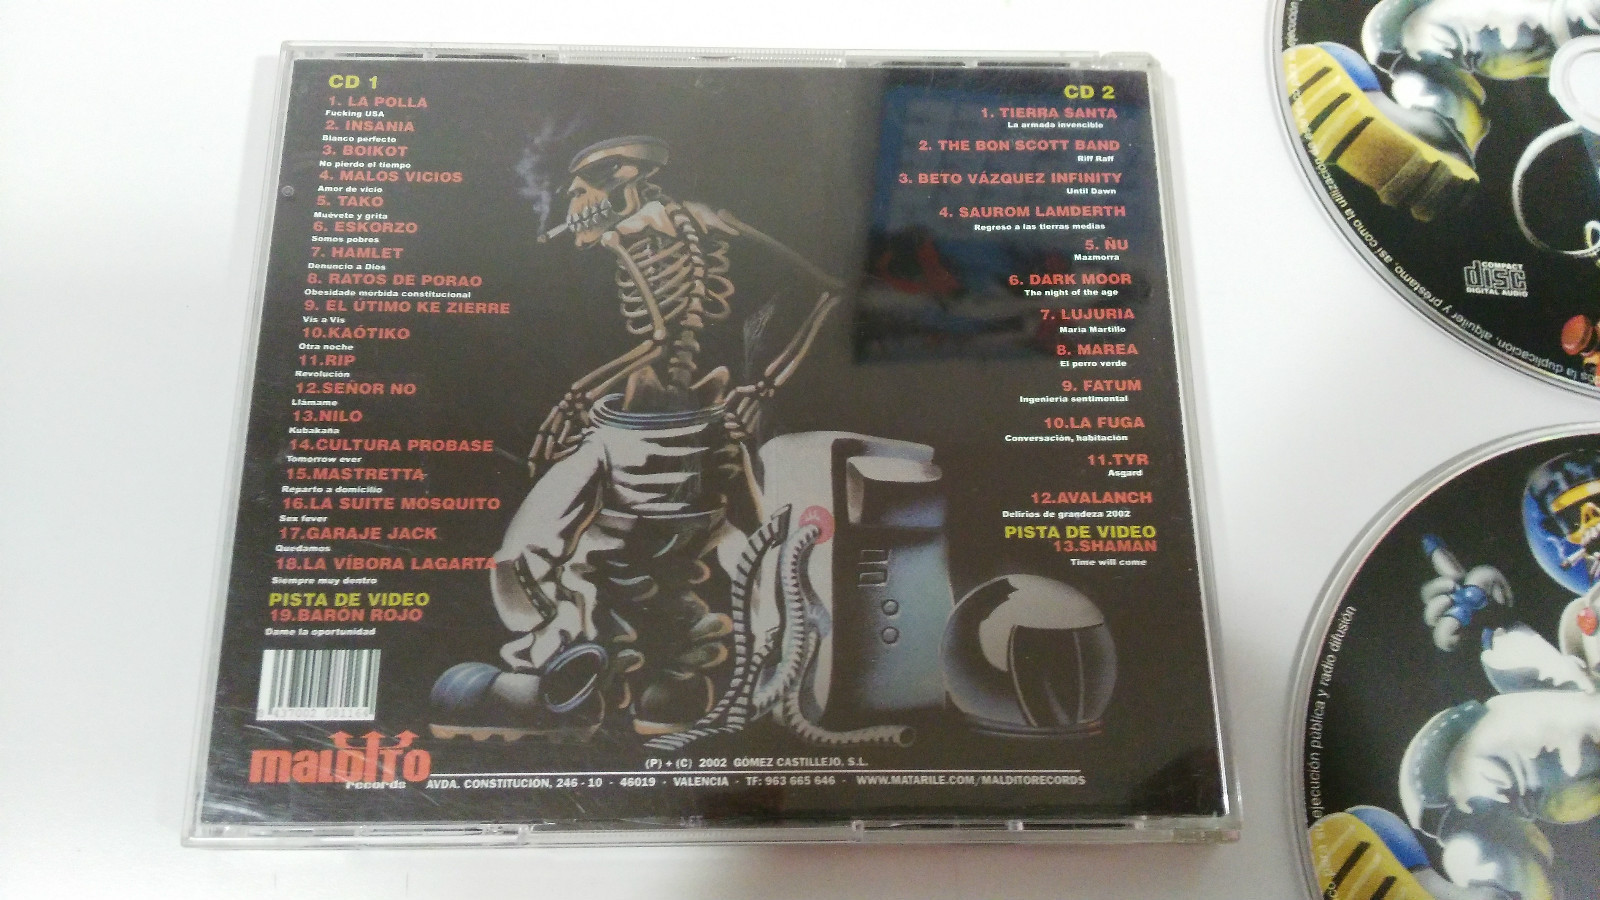 CD 1
1. LA POLLA
Fucking USA
2. INSANIA
Blanco perfecto
3. BOIKOT
No pierdo el tiempo
4. MALOS VICIOS
Amor de vicio
5. TAKO
Muévete y grita
6. ESKORZO
Somos pobres
7. HAMLET
Denuncio a Dios
8. RATOS DE PORAO
Obesidade mórbida constitucional
9. EL ÚTIMO KE ZIERRE
Vis a Vis
10.KAÓTIKO
Otra noche
11.RIP
Revolución
12.SEÑOR NO
Llámame
13.NILO
Kubakaña
14.CULTURA PROBASE
Tomorrow ever
15.MASTRETTA
Reparto a domicilio
16.LA SUITE MOSQUITO
Sex fever
17.GARAJE JACK
Quedamos
18.LA VÍBORA LAGARTA
Siempre muy dentro
PISTA DE VIDEO
19.BARÓN ROJO
Dame la oportunidad
CD 2
1. TIERRA SANTA
La armada invencible
2. THE BON SCOTT BAND
Riff Raff
3. BETO VÁZQUEZ INFINITY
Until Dawn
4. SAUROM LAMDERTH
Regreso a las tierras medias
5. ÑU
Mazmorra
6. DARK MOOR
The night of the age
7. LUJURIA
María Martillo
8. MAREA
El perro verde
9. FATUM
Ingeniería sentimental
10.LA FUGA
Conversación, habitación
11.TYR
Asgard
12.AVALANCH
Delirios de grandeza 2002
PISTA DE VIDEO
13.SHAMAN
Time will come
437002 081164
maldito
records
(P) + (C) 2002 GÓMEZ CASTILLEJO, S.L.
AVDA. CONSTITUCIÓN, 246 - 10 - 46019 - VALENCIA - TF: 963 665 646 - WWW.MATARILE.COM/MALDITORECORDS
COMPACT
disc
DIGITAL AUDIO
la duplicación, alquiler y préstamo, así como la utilización
ejecución pública y radio difusión